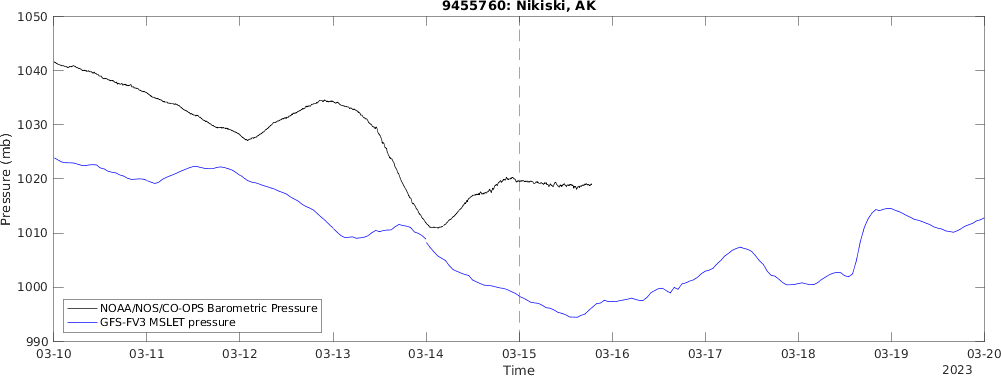 9455760: Nikiski, AK
Pressure (mb)
1050
1040
1030
1020
1010
1000
990
NOAA/NOS/CO-OPS Barometric Pressure
GFS-FV3 MSLET pressure
03-10 03-11 03-12 03-13 03-14 03-15 03-16 03-17 03-18 03-19 03-20
Time
2023